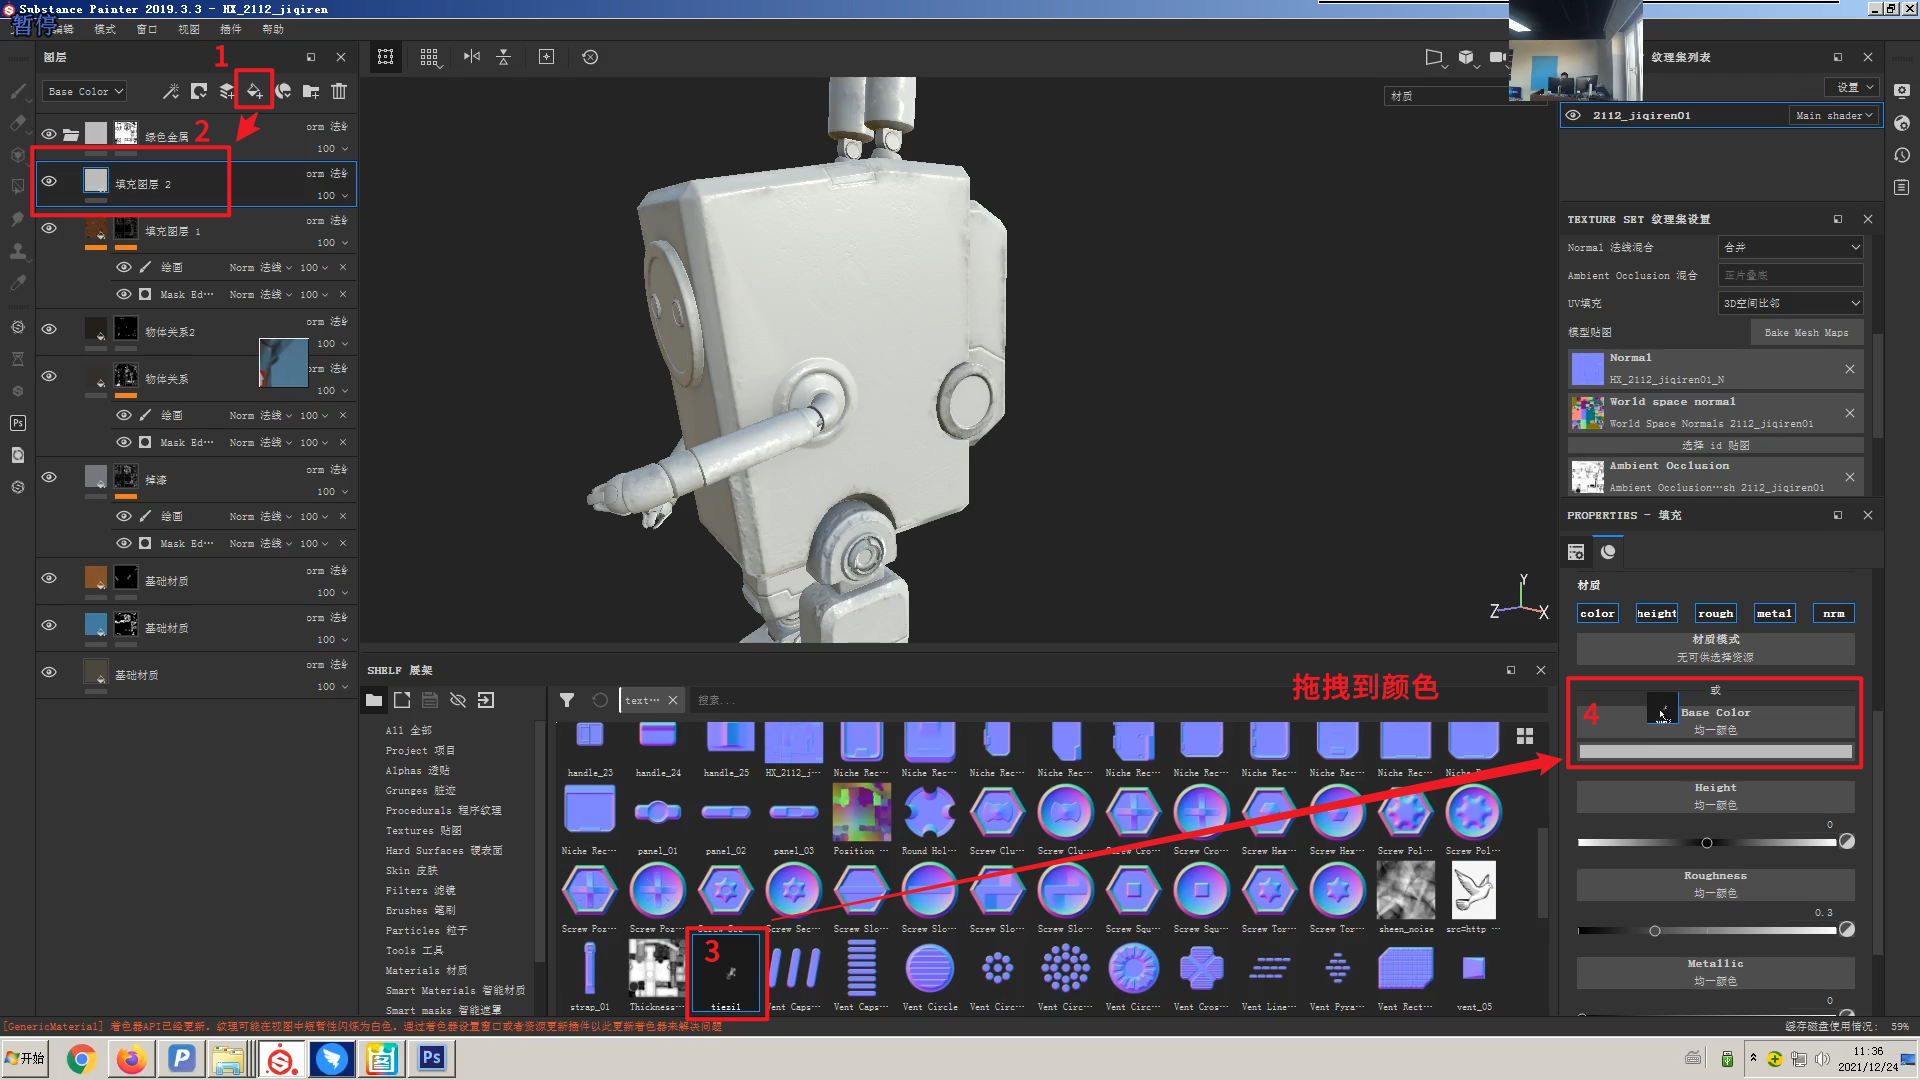 Substance Painter 2019.3.3 - HX_2112_jiqiren
暂停
编辑 模式 窗口 视图 插件 帮助
图层
1
Base Color
绿色金属
2
orm 法线
100
填充图层 2
orm 法线
100
填充图层 1
orm 法线
100
绘画 Norm 法线 100
Mask Ed… Norm 法线 100
物体关系2
100
物体关系
100
绘画 Norm 法线 100
Mask Ed… Norm 法线 100
掉漆
100
绘画 Norm 法线 100
Mask Ed… Norm 法线 100
基础材质
100
基础材质
100
基础材质
100
材质
Y
Z X
SHELF 展架
text…
搜索...
拖拽到颜色
All 全部
Project 项目
Alphas 透贴
Grunges 脏迹
Procedurals 程序纹理
Textures 贴图
Hard Surfaces 硬表面
Skin 皮肤
Filters 滤镜
Brushes 笔刷
Particles 粒子
Tools 工具
Materials 材质
Smart Materials 智能材质
Smart masks 智能遮罩
handle_23 handle_24 handle_25 HX_2112_j… Niche Rec… Niche Rec… Niche Rec… Niche Rec… Niche Rec… Niche Rec… Niche Rec… Niche Rec… Niche Rec… Niche Rec…
Niche Rec… panel_01 panel_02 panel_03 Position … Round Hol… Screw Clu… Screw Clu… Screw Cro… Screw Cro… Screw Hex… Screw Hex… Screw Pol… Screw Pol…
Screw Poz… Screw Poz… Screw Sec… Screw Sec… Screw Slo… Screw Slo… Screw Slo… Screw Slo… Screw Squ… Screw Squ… Screw Tor… Screw Tor… sheen_noise src=http …
3
strap_01 Thickness… tiezi1 Vent Caps… Vent Caps… Vent Circle Vent Circ… Vent Circ… Vent Circ… Vent Cros… Vent Line… Vent Pyra… Vent Rect… vent_05
纹理集列表
设置
2112_jiqiren01 Main shader
TEXTURE SET 纹理集设置
Normal 法线混合 合并
Ambient Occlusion 混合 正片叠底
UV填充 3D空间比邻
模型贴图 Bake Mesh Maps
Normal
HX_2112_jiqiren01_N
World space normal
World Space Normals 2112_jiqiren01
选择 id 贴图
Ambient Occlusion
Ambient Occlusion…sh 2112_jiqiren01
PROPERTIES - 填充
材质
color height rough metal nrm
材质模式
无可供选择资源
或
4
Base Color
均一颜色
Height
均一颜色
0
Roughness
均一颜色
0.3
Metallic
均一颜色
0
[GenericMaterial] 着色器API已经更新，纹理可能在视图中短暂性闪烁为白色。通过着色器设置窗口或者资源更新插件以此更新着色器来解决问题
缓存磁盘使用情况: 59%
开始
Ps
11:36
2021/12/24